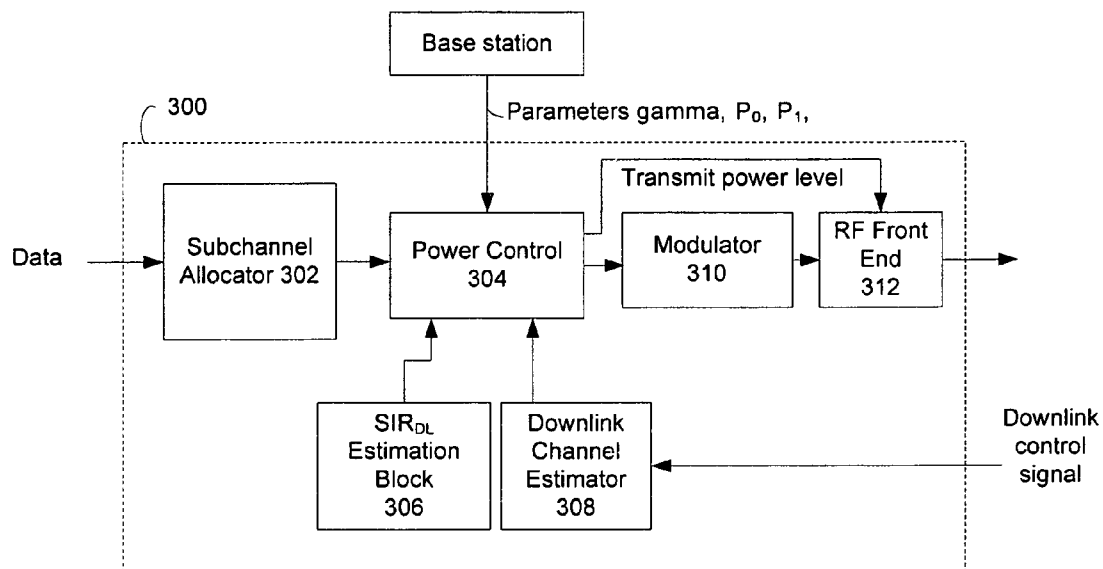 Base station
Parameters gamma, P₀, P₁,
300
Transmit power level
Data
Subchannel
Allocator 302
Power Control
304
Modulator
310
RF Front
End
312
SIR_DL
Estimation
Block
306
Downlink
Channel
Estimator
308
Downlink
control
signal